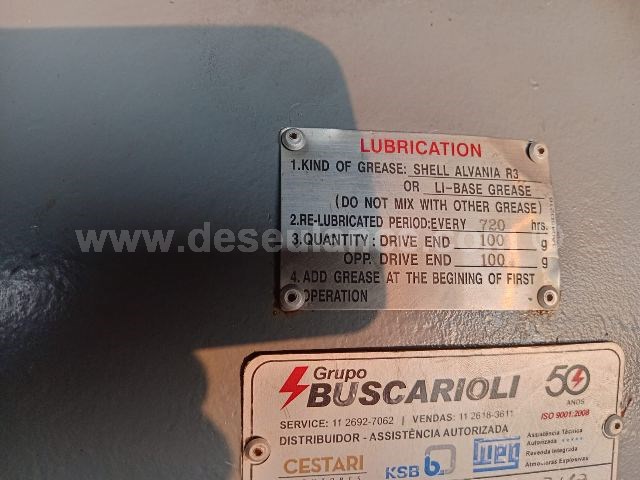 LUBRICATION
1.KIND OF GREASE: SHELL ALVANIA R3
OR LI-BASE GREASE
(DO NOT MIX WITH OTHER GREASE)
2.RE-LUBRICATED PERIOD:EVERY 720 hrs.
www.dese
3.QUANTITY: DRIVE END 100 g
OPP. DRIVE END 100 g
4.ADD GREASE AT THE BEGINING OF FIRST
OPERATION
Grupo
BUSCARIOLI
50
ANOS
ISO 9001:2008
SERVICE: 11 2692-7062 | VENDAS: 11 2618-3611
DISTRIBUIDOR - ASSISTÊNCIA AUTORIZADA
CESTARI
KSB
WEG
Assistência Técnica
Autorizada
Revenda Integrada
Atmosferas Explosivas